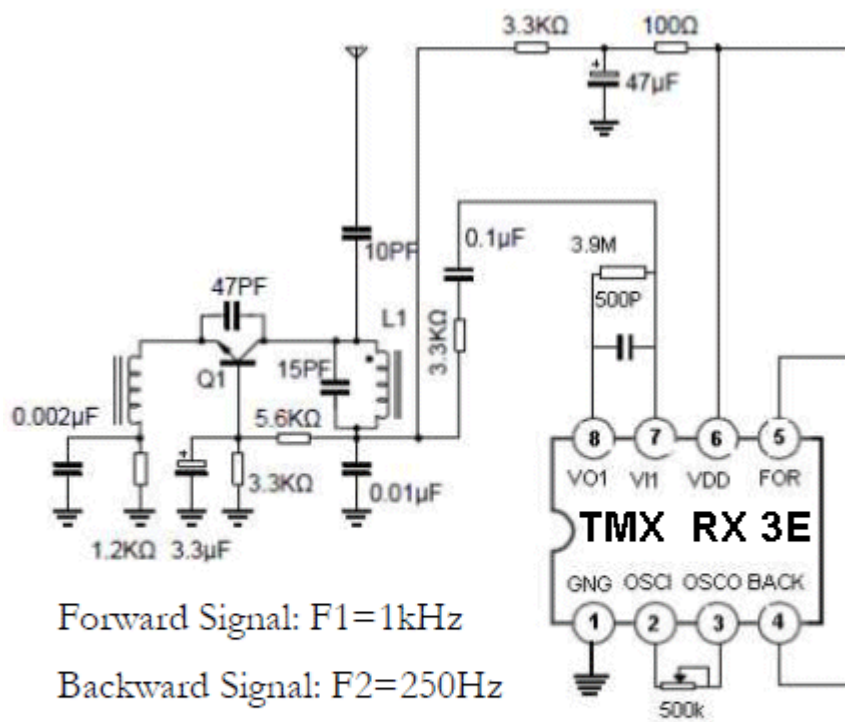 3.3KΩ
100Ω
+
47µF
10PF
0.1µF
3.9M
500P
47PF
L1
3.3KΩ
Q1
15PF
0.002µF
5.6KΩ
+
3.3KΩ
0.01µF
1.2KΩ
3.3µF
8
7
6
5
VO1
VI1
VDD
FOR
TMX RX 3E
GNG
OSCI
OSCO
BACK
1
2
3
4
500k
Forward Signal: F1=1kHz
Backward Signal: F2=250Hz